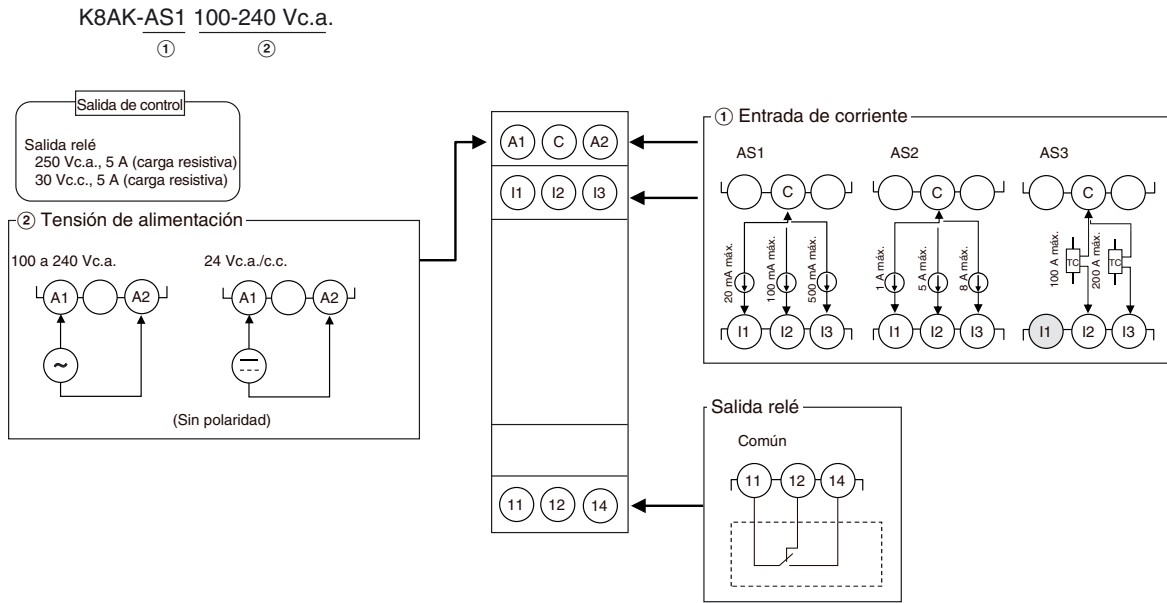 K8AK-AS1 100-240 Vc.a.
① ②
Salida de control
Salida relé
250 Vc.a., 5 A (carga resistiva)
30 Vc.c., 5 A (carga resistiva)
② Tensión de alimentación
100 a 240 Vc.a.
24 Vc.a./c.c.
A1 A2
A1 A2
~
(Sin polaridad)
A1 C A2
I1 I2 I3
11 12 14
① Entrada de corriente
AS1
C
20 mA máx.
100 mA máx.
500 mA máx.
I1 I2 I3
AS2
C
1 A máx.
5 A máx.
8 A máx.
I1 I2 I3
AS3
C
100 A máx.
TC
200 A máx.
TC
I1 I2 I3
Salida relé
Común
11 12 14